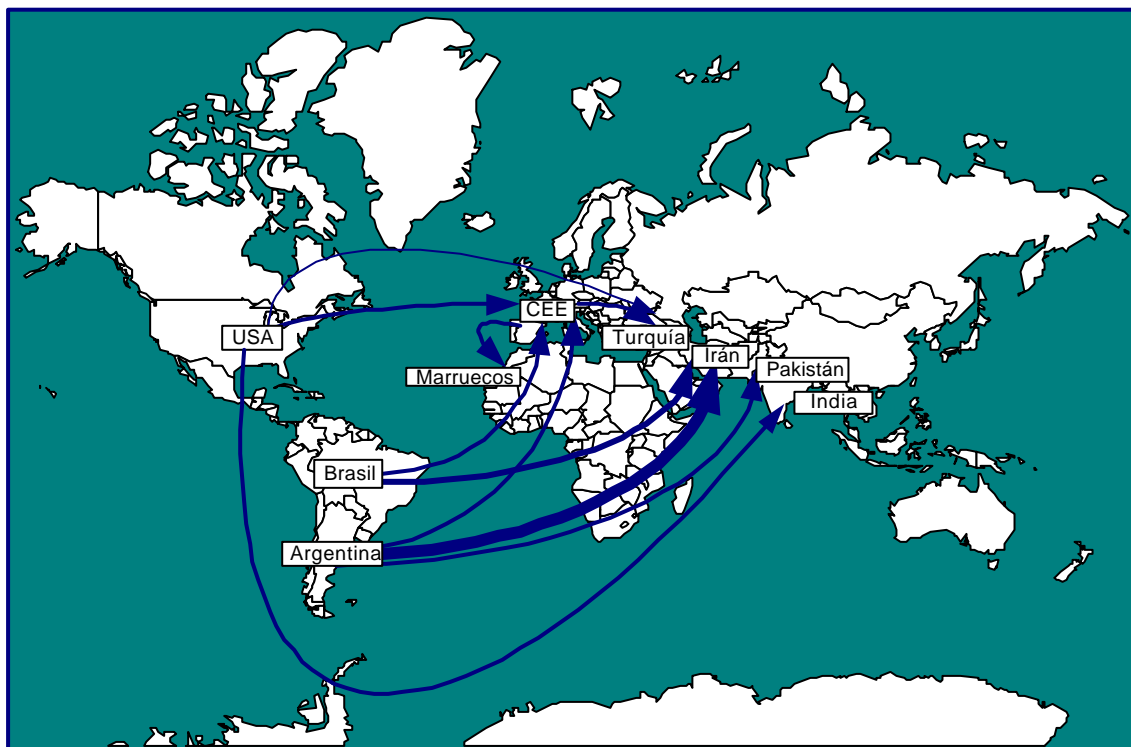 CEE
USA
Turquía
Irán
Pakistán
Marruecos
India
Brasil
Argentina